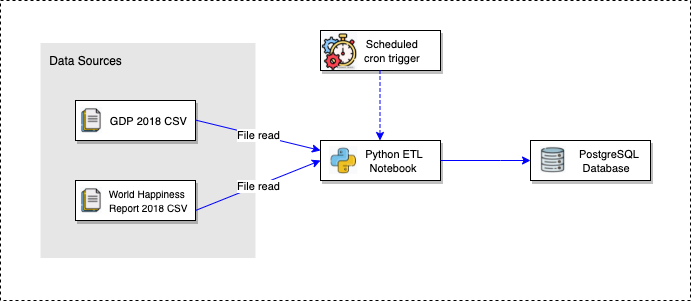 Scheduled
cron trigger
Data Sources
GDP 2018 CSV
File read
Python ETL
Notebook
PostgreSQL
Database
File read
World Happiness
Report 2018 CSV